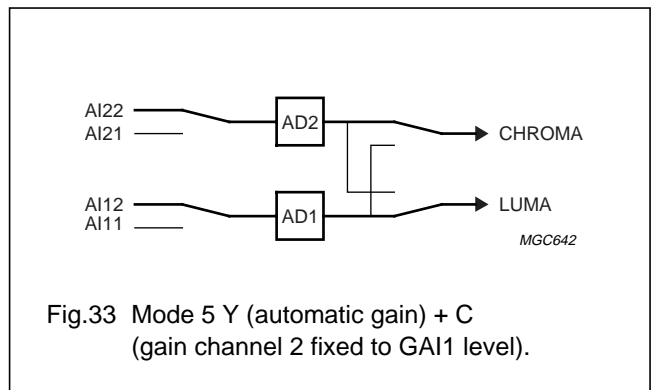 AI22
AI21
AD2
CHROMA
AI12
AI11
AD1
LUMA
MGC642
Fig.33 Mode 5 Y (automatic gain) + C
(gain channel 2 fixed to GAI1 level).